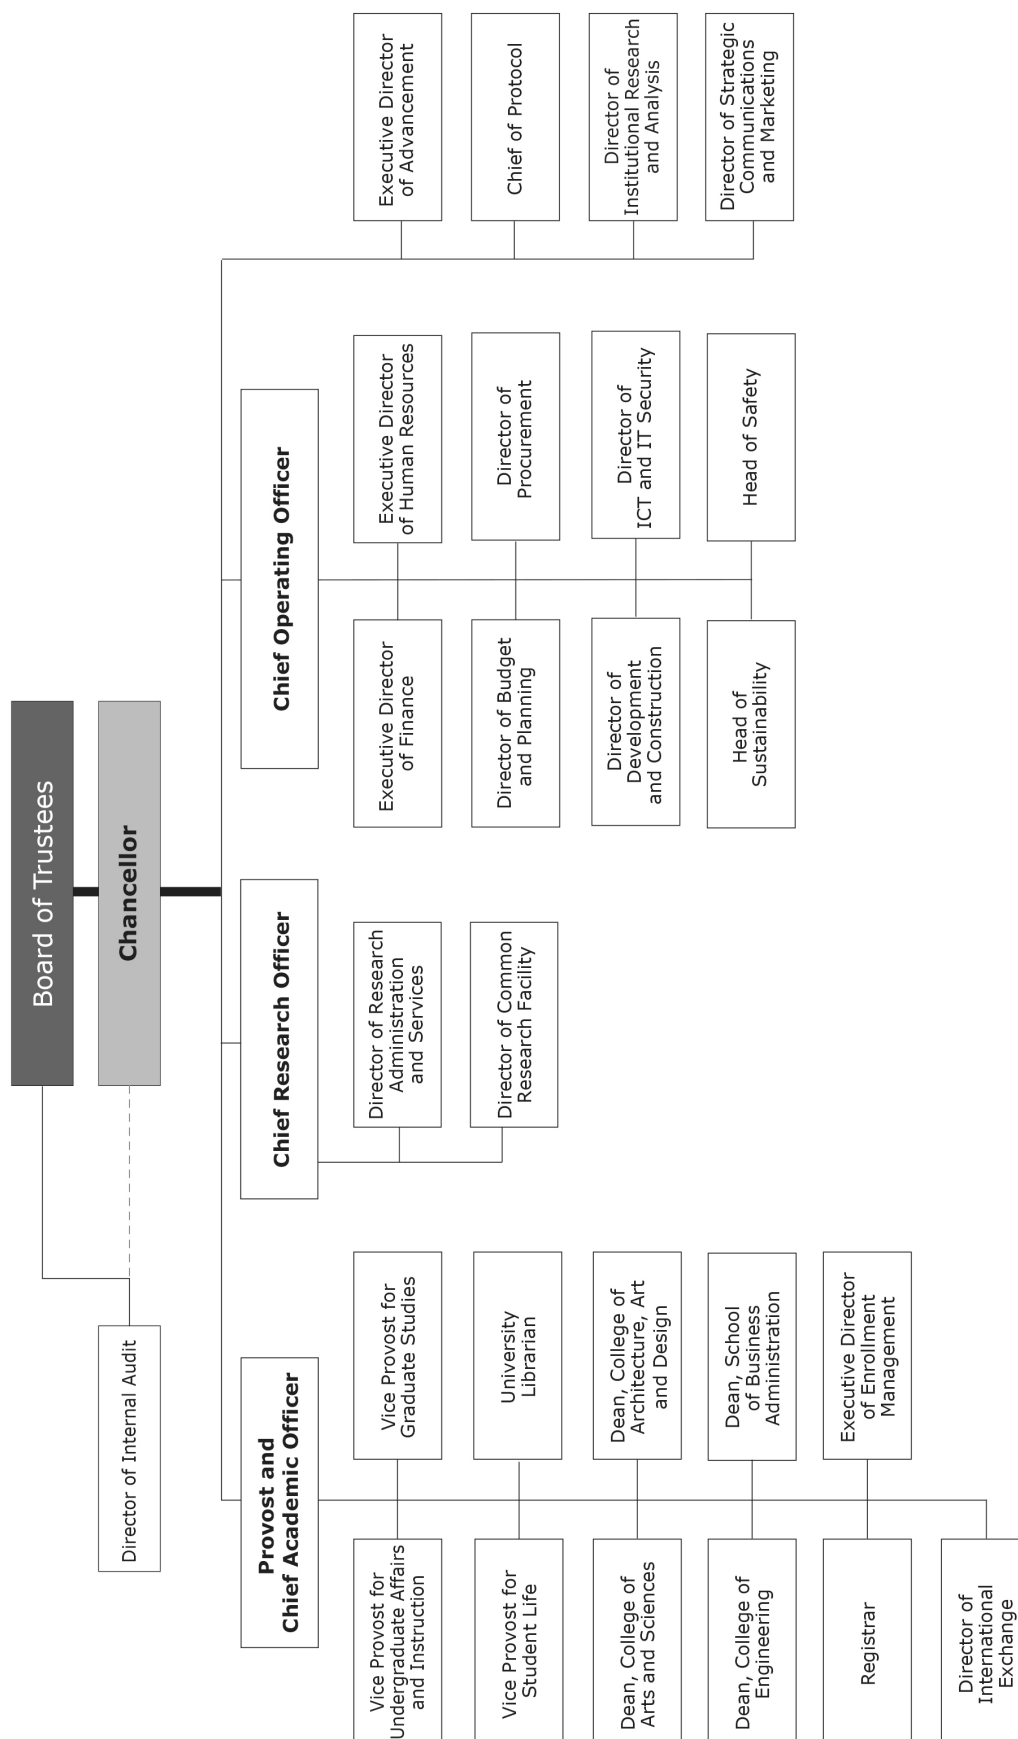 Board of Trustees
Chancellor
Director of Internal Audit
Provost and
Chief Academic Officer
Vice Provost for
Undergraduate Affairs
and Instruction
Vice Provost for
Graduate Studies
Vice Provost for
Student Life
University
Librarian
Dean, College of
Arts and Sciences
Dean, College of
Architecture, Art
and Design
Dean, College of
Engineering
Dean, School
of Business
Administration
Registrar
Executive Director
of Enrollment
Management
Director of
International
Exchange
Chief Research Officer
Director of Research
Administration
and Services
Director of Common
Research Facility
Chief Operating Officer
Executive Director
of Finance
Executive Director
of Human Resources
Director of Budget
and Planning
Director of
Procurement
Director of
Development
and Construction
Director of
ICT and IT Security
Head of
Sustainability
Head of Safety
Executive Director
of Advancement
Chief of Protocol
Director of
Institutional Research
and Analysis
Director of Strategic
Communications
and Marketing